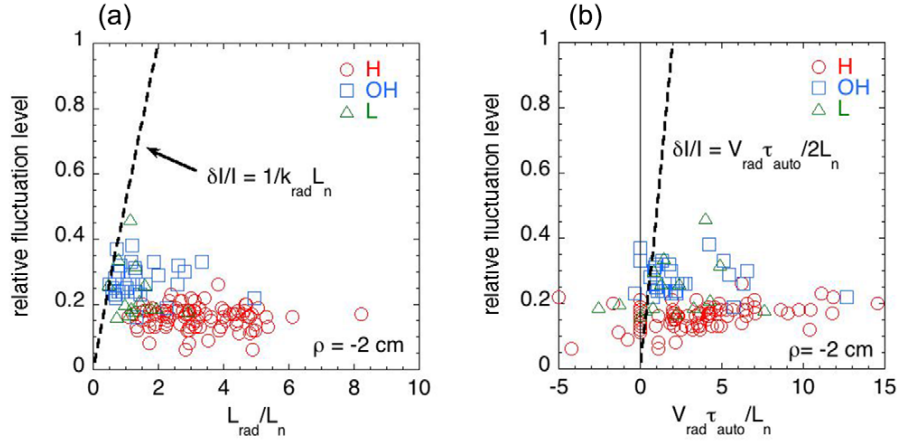 (a)
relative fluctuation level
1
0.8
0.6
0.4
0.2
0
H
OH
L
δI/I = 1/k_rad L_n
ρ = -2 cm
0 2 4 6 8 10
L_rad/L_n
(b)
relative fluctuation level
1
0.8
0.6
0.4
0.2
0
H
OH
L
δI/I = V_rad τ_auto/2L_n
ρ= -2 cm
-5 0 5 10 15
V_rad τ_auto/L_n